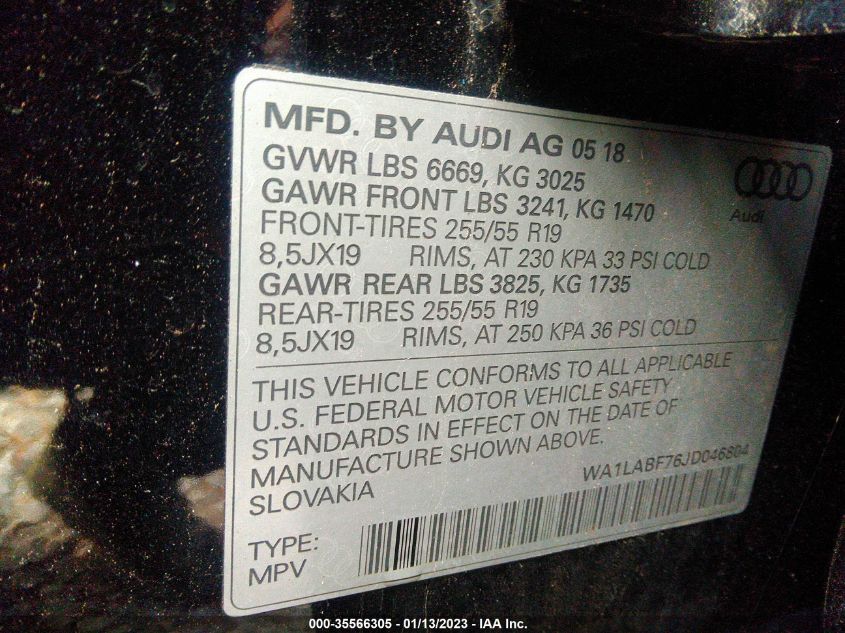 MFD. BY AUDI AG 05 18
GVWR LBS 6669, KG 3025
GAWR FRONT LBS 3241, KG 1470
FRONT-TIRES 255/55 R19
8,5JX19 RIMS, AT 230 KPA 33 PSI COLD
GAWR REAR LBS 3825, KG 1735
REAR-TIRES 255/55 R19
8,5JX19 RIMS, AT 250 KPA 36 PSI COLD
Audi
THIS VEHICLE CONFORMS TO ALL APPLICABLE
U.S. FEDERAL MOTOR VEHICLE SAFETY
STANDARDS IN EFFECT ON THE DATE OF
MANUFACTURE SHOWN ABOVE.
SLOVAKIA
WA1LABF76JD046804
TYPE:
MPV
000-35566305 - 01/13/2023 - IAA Inc.